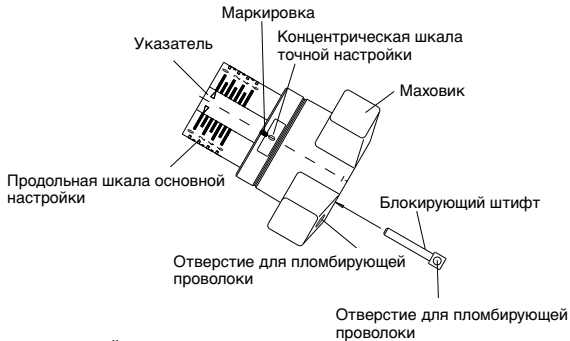 Маркировка
Концентрическая шкала
точной настройки
Указатель
Маховик
Продольная шкала основной
настройки
Блокирующий штифт
Отверстие для пломбирующей
проволоки
Отверстие для пломбирующей
проволоки